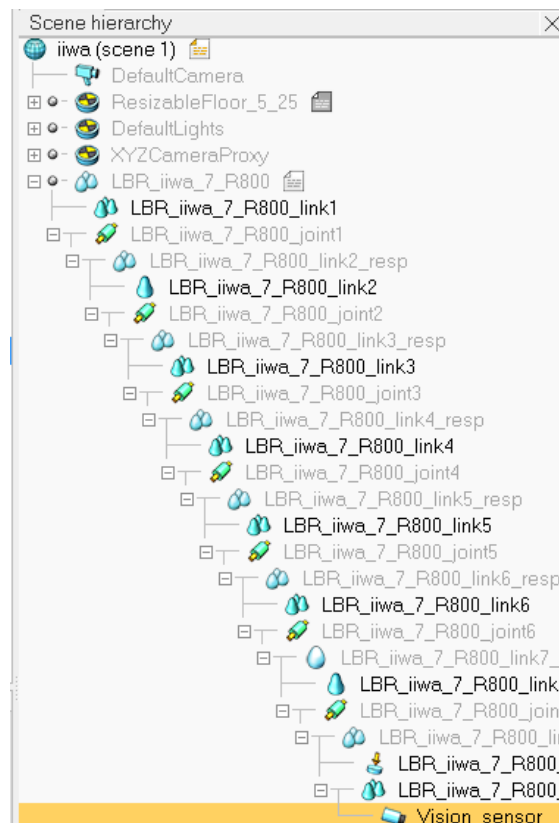 Scene hierarchy
iiwa (scene 1)
DefaultCamera
ResizableFloor_5_25
DefaultLights
XYZCameraProxy
LBR_iiwa_7_R800
LBR_iiwa_7_R800_link1
LBR_iiwa_7_R800_joint1
LBR_iiwa_7_R800_link2_resp
LBR_iiwa_7_R800_link2
LBR_iiwa_7_R800_joint2
LBR_iiwa_7_R800_link3_resp
LBR_iiwa_7_R800_link3
LBR_iiwa_7_R800_joint3
LBR_iiwa_7_R800_link4_resp
LBR_iiwa_7_R800_link4
LBR_iiwa_7_R800_joint4
LBR_iiwa_7_R800_link5_resp
LBR_iiwa_7_R800_link5
LBR_iiwa_7_R800_joint5
LBR_iiwa_7_R800_link6_resp
LBR_iiwa_7_R800_link6
LBR_iiwa_7_R800_joint6
LBR_iiwa_7_R800_link7_
LBR_iiwa_7_R800_link
LBR_iiwa_7_R800_join
LBR_iiwa_7_R800_li
LBR_iiwa_7_R800_
LBR_iiwa_7_R800_
Vision_sensor